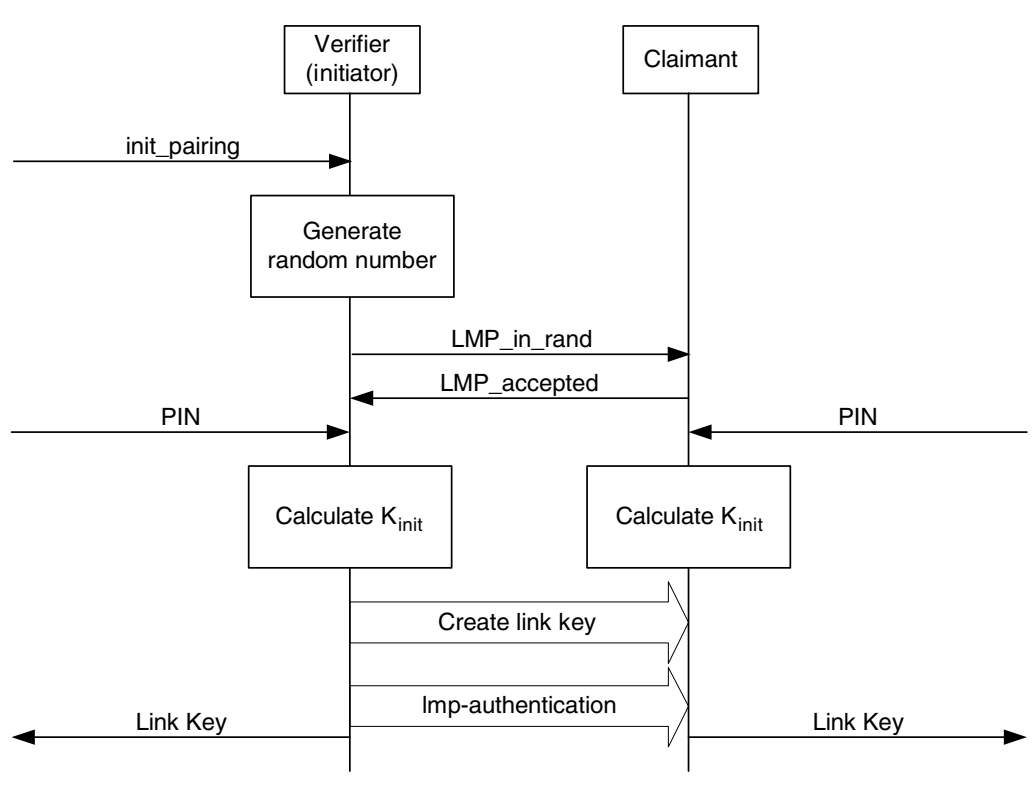 Verifier
(initiator)
Claimant
init_pairing
Generate
random number
LMP_in_rand
LMP_accepted
PIN
PIN
Calculate Kinit
Calculate Kinit
Create link key
lmp-authentication
Link Key
Link Key